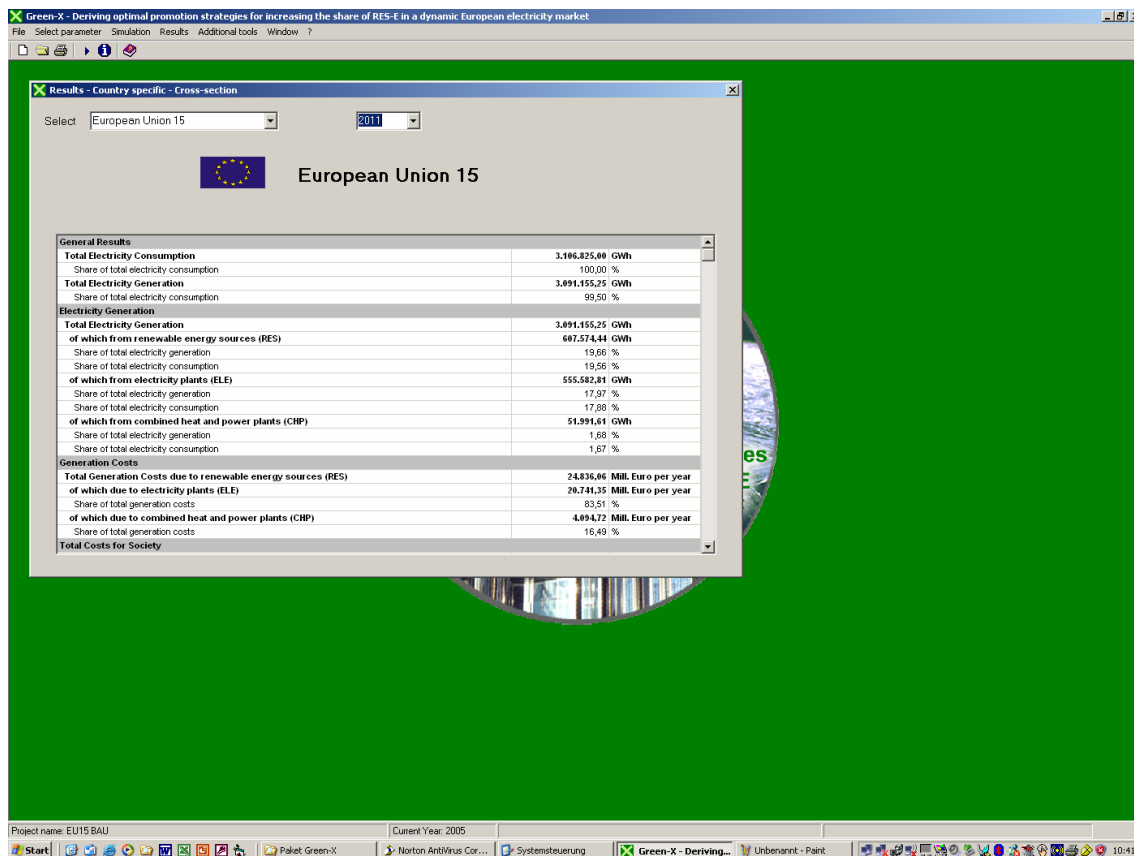 Green-X - Deriving optimal promotion strategies for increasing the share of RES-E in a dynamic European electricity market
File Select parameter Simulation Results Additional tools Window ?
Results - Country specific - Cross-section
Select European Union 15 2011
European Union 15
General Results
Total Electricity Consumption 3.106.825,00 GWh
Share of total electricity consumption 100,00 %
Total Electricity Generation 3.091.155,25 GWh
Share of total electricity consumption 99,50 %
Electricity Generation
Total Electricity Generation 3.091.155,25 GWh
of which from renewable energy sources (RES) 607.574,44 GWh
Share of total electricity generation 19,66 %
Share of total electricity consumption 19,56 %
of which from electricity plants (ELE) 555.582,81 GWh
Share of total electricity generation 17,97 %
Share of total electricity consumption 17,88 %
of which from combined heat and power plants (CHP) 51.991,61 GWh
Share of total electricity generation 1,68 %
Share of total electricity consumption 1,67 %
Generation Costs
Total Generation Costs due to renewable energy sources (RES) 24.836,06 Mill. Euro per year
of which due to electricity plants (ELE) 20.741,35 Mill. Euro per year
Share of total generation costs 83,51 %
of which due to combined heat and power plants (CHP) 4.094,72 Mill. Euro per year
Share of total generation costs 16,49 %
Total Costs for Society
es
E
Project name: EU15 BAU Current Year: 2005
Start Paket Green-X Norton AntiVirus Cor... Systemsteuerung Green-X - Deriving... Unbenannt - Paint 10:41